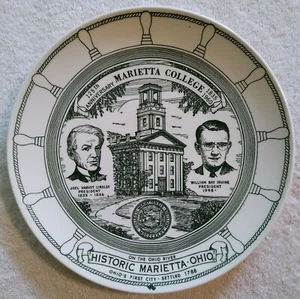 125TH
ANNIVERSARY
MARIETTA COLLEGE
1835
1960
JOEL HARVEY LINSLEY
PRESIDENT
1835 - 1846
WILLIAM BAY IRVINE
PRESIDENT
1948 -
ON THE OHIO RIVER
HISTORIC MARIETTA · OHIO
OHIO'S FIRST CITY - SETTLED 1788